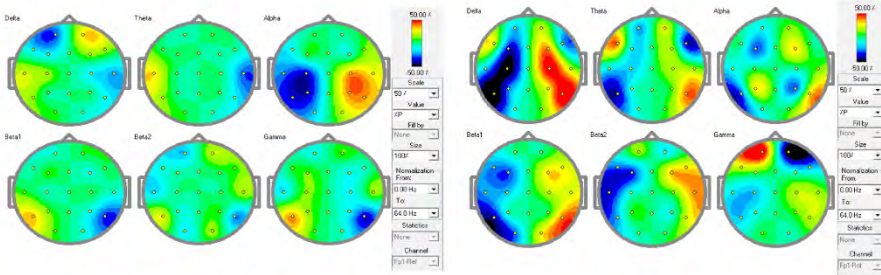 Delta
Theta
Alpha
50.00 %
-50.00 %
Scale
50 %
Value
%P
Fill by
None
Size
100%
Normalization
From:
0.00 Hz
To:
64.0 Hz
Statistics
None
Channel
Fp1-Ref
Beta1
Beta2
Gamma
Delta
Theta
Alpha
50.00 %
-50.00 %
Scale
50 %
Value
%P
Fill by
None
Size
100%
Normalization
From:
0.00 Hz
To:
64.0 Hz
Statistics
None
Channel
Fp1-Ref
Beta1
Beta2
Gamma